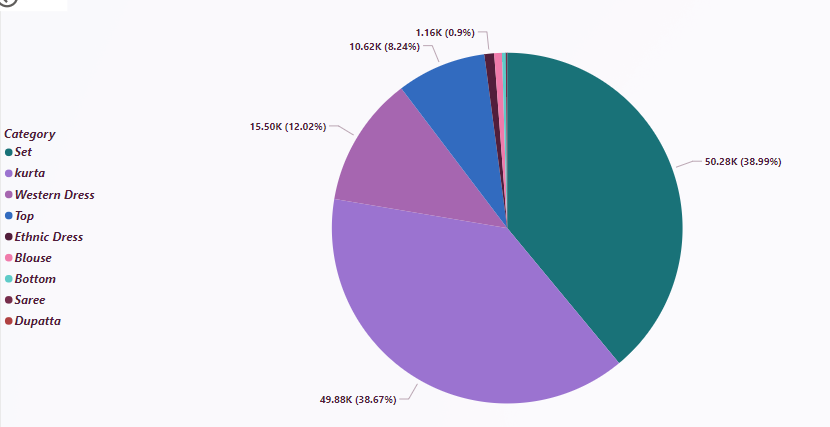 1.16K (0.9%)
10.62K (8.24%)
15.50K (12.02%)
50.28K (38.99%)
49.88K (38.67%)
Category
Set
kurta
Western Dress
Top
Ethnic Dress
Blouse
Bottom
Saree
Dupatta